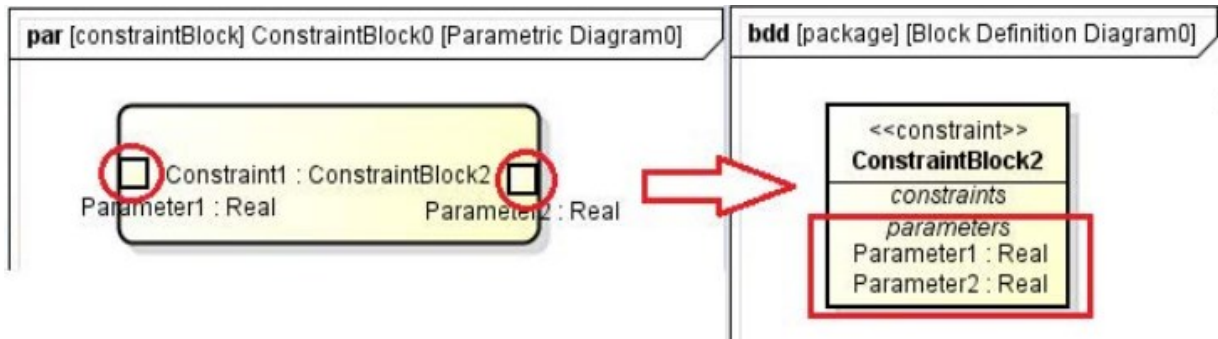 par [constraintBlock] ConstraintBlock0 [Parametric Diagram0]
Constraint1 : ConstraintBlock2
Parameter1 : Real
Parameter2 : Real
bdd [package] [Block Definition Diagram0]
<<constraint>>
ConstraintBlock2
constraints
parameters
Parameter1 : Real
Parameter2 : Real